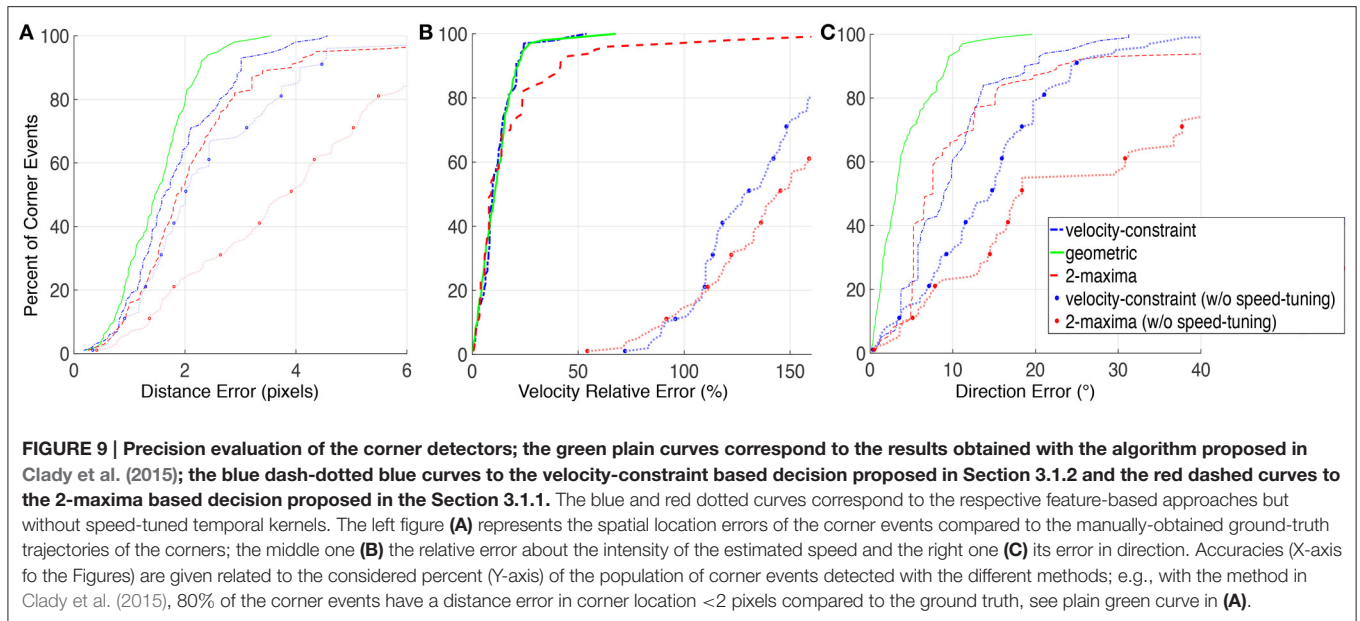 A
B
C
Percent of Corner Events
100
80
60
40
20
0
0
2
4
6
Distance Error (pixels)
100
80
60
40
20
0
0
50
100
150
Velocity Relative Error (%)
100
80
60
40
20
0
0
10
20
30
40
Direction Error (°)
velocity-constraint
geometric
2-maxima
velocity-constraint (w/o speed-tuning)
2-maxima (w/o speed-tuning)
FIGURE 9 | Precision evaluation of the corner detectors; the green plain curves correspond to the results obtained with the algorithm proposed in
Clady et al. (2015); the blue dash-dotted blue curves to the velocity-constraint based decision proposed in Section 3.1.2 and the red dashed curves to
the 2-maxima based decision proposed in the Section 3.1.1. The blue and red dotted curves correspond to the respective feature-based approaches but
without speed-tuned temporal kernels. The left figure (A) represents the spatial location errors of the corner events compared to the manually-obtained ground-truth
trajectories of the corners; the middle one (B) the relative error about the intensity of the estimated speed and the right one (C) its error in direction. Accuracies (X-axis
fo the Figures) are given related to the considered percent (Y-axis) of the population of corner events detected with the different methods; e.g., with the method in
Clady et al. (2015), 80% of the corner events have a distance error in corner location <2 pixels compared to the ground truth, see plain green curve in (A).